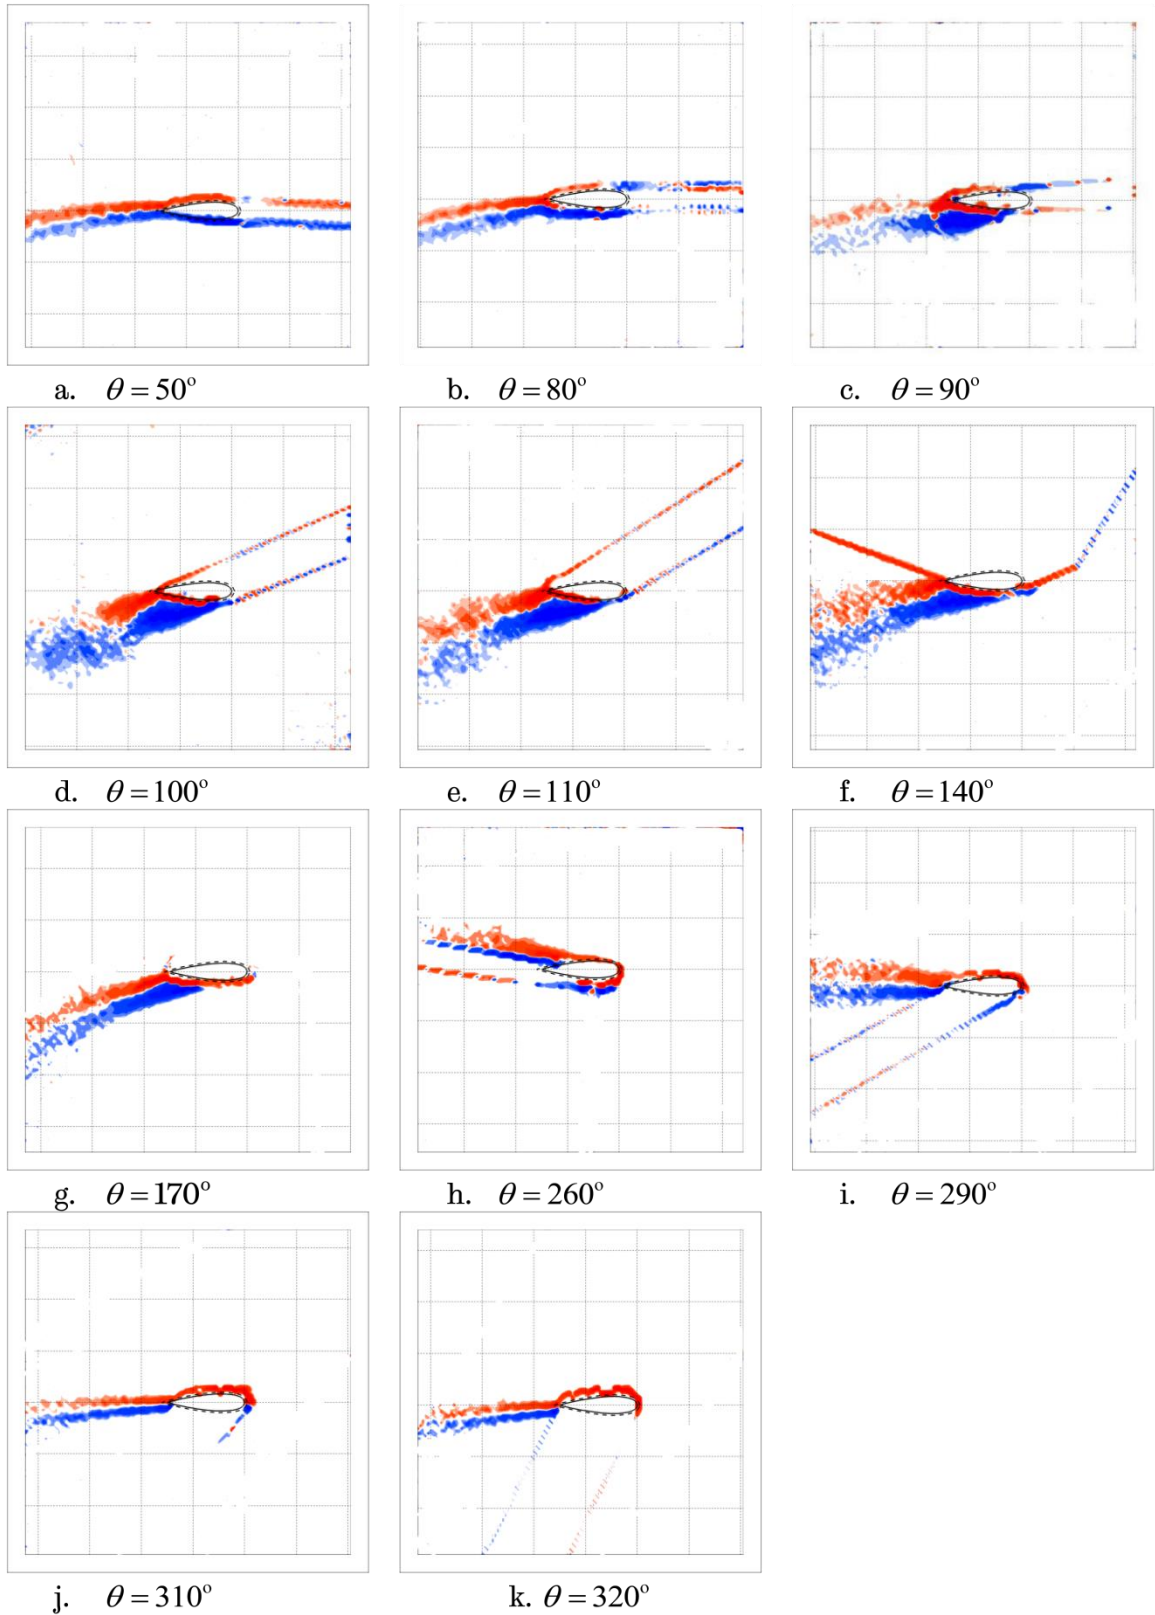 a. θ = 50°
b. θ = 80°
c. θ = 90°
d. θ = 100°
e. θ = 110°
f. θ = 140°
g. θ = 170°
h. θ = 260°
i. θ = 290°
j. θ = 310°
k. θ = 320°